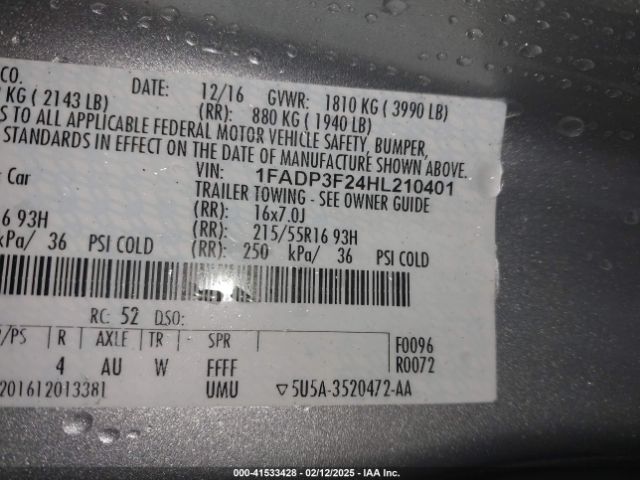 CO. DATE: 12/16 GVWR: 1810 KG ( 3990 LB)
KG ( 2143 LB) (RR): 880 KG ( 1940 LB)
S TO ALL APPLICABLE FEDERAL MOTOR VEHICLE SAFETY, BUMPER,
STANDARDS IN EFFECT ON THE DATE OF MANUFACTURE SHOWN ABOVE.
VIN: 1FADP3F24HL210401
Car TRAILER TOWING - SEE OWNER GUIDE
(RR): 16x7.0J
16 93H (RR): 215/55R16 93H
kPa/ 36 PSI COLD (RR): 250 kPa/ 36 PSI COLD
RC: 52 DSO:
/PS R AXLE TR SPR F0096
4 AU W FFFF R0072
201612013381 UMU ▽5U5A-3520472-AA
000-41533428 - 02/12/2025 - IAA Inc.